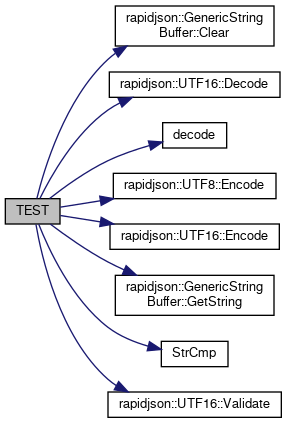 rapidjson::GenericString
Buffer::Clear
rapidjson::UTF16::Decode
decode
rapidjson::UTF8::Encode
TEST
rapidjson::UTF16::Encode
rapidjson::GenericString
Buffer::GetString
StrCmp
rapidjson::UTF16::Validate